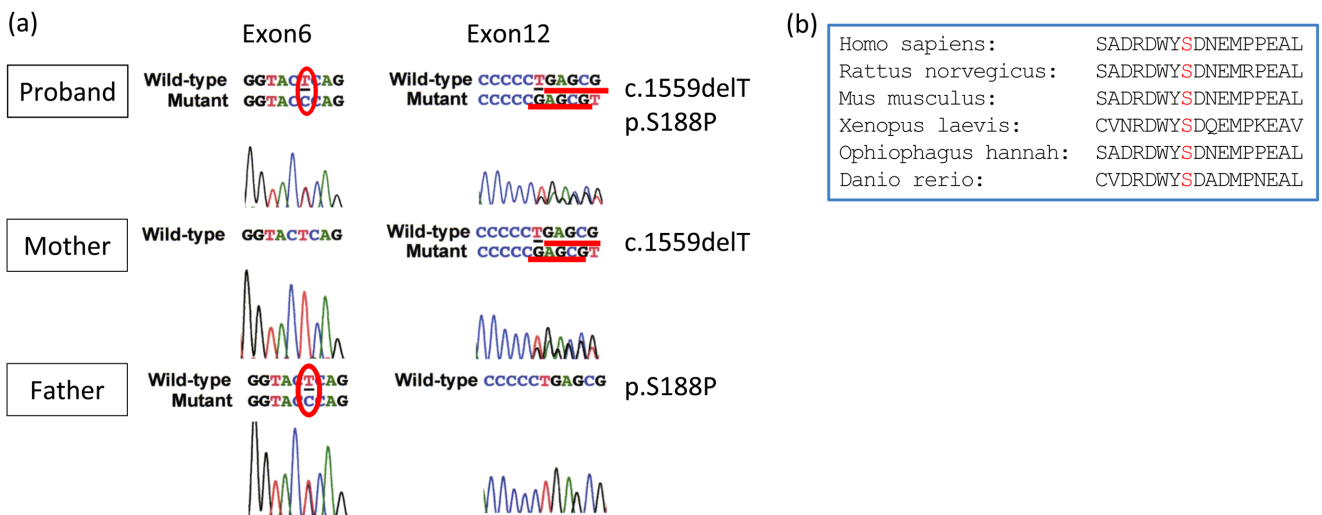 (a)
Exon6 Exon12
Proband
Wild-type GGTACTCAG
Mutant GGTACCCAG
Wild-type CCCCCTGAGCG
Mutant CCCCCGAGCGT
c.1559delT
p.S188P
Mother
Wild-type GGTACTCAG
Wild-type CCCCCTGAGCG
Mutant CCCCCGAGCGT
c.1559delT
Father
Wild-type GGTACTCAG
Mutant GGTACCCAG
Wild-type CCCCCTGAGCG
p.S188P
(b)
Homo sapiens: SADRDWYSDNEMPPEAL
Rattus norvegicus: SADRDWYSDNEMRPEAL
Mus musculus: SADRDWYSDNEMPPEAL
Xenopus laevis: CVNRDWYSDQEMPKEAV
Ophiophagus hannah: SADRDWYSDNEMPPEAL
Danio rerio: CVDRDWYSDADMPNEAL